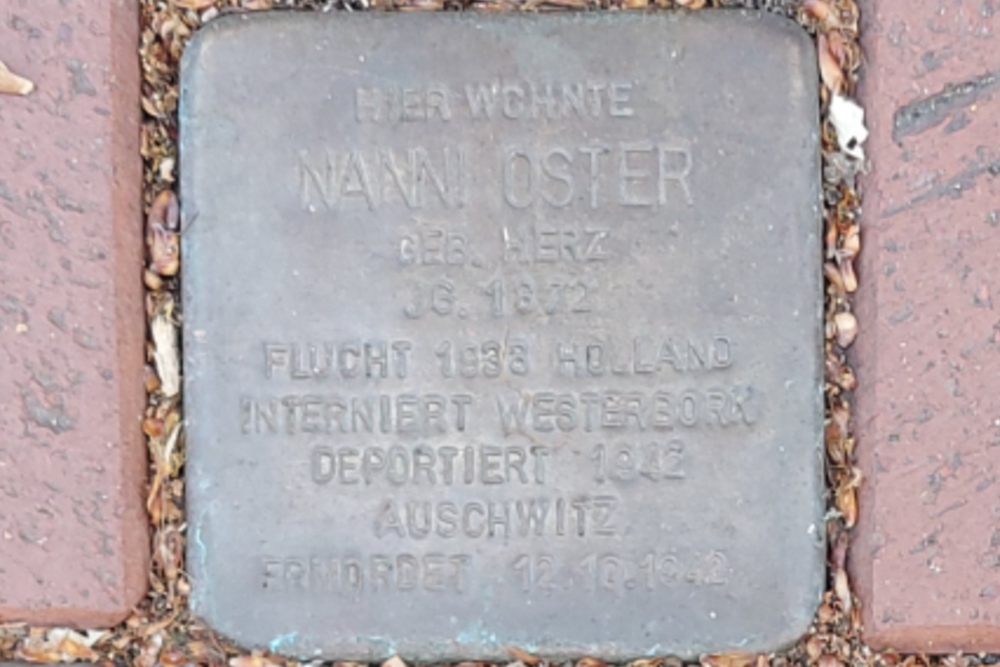 HIER WOHNTE
NANNI OSTER
GEB. HERZ
JG. 1872
FLUCHT 1938 HOLLAND
INTERNIERT WESTERBORK
DEPORTIERT 1942
AUSCHWITZ
ERMORDET 12.10.1942